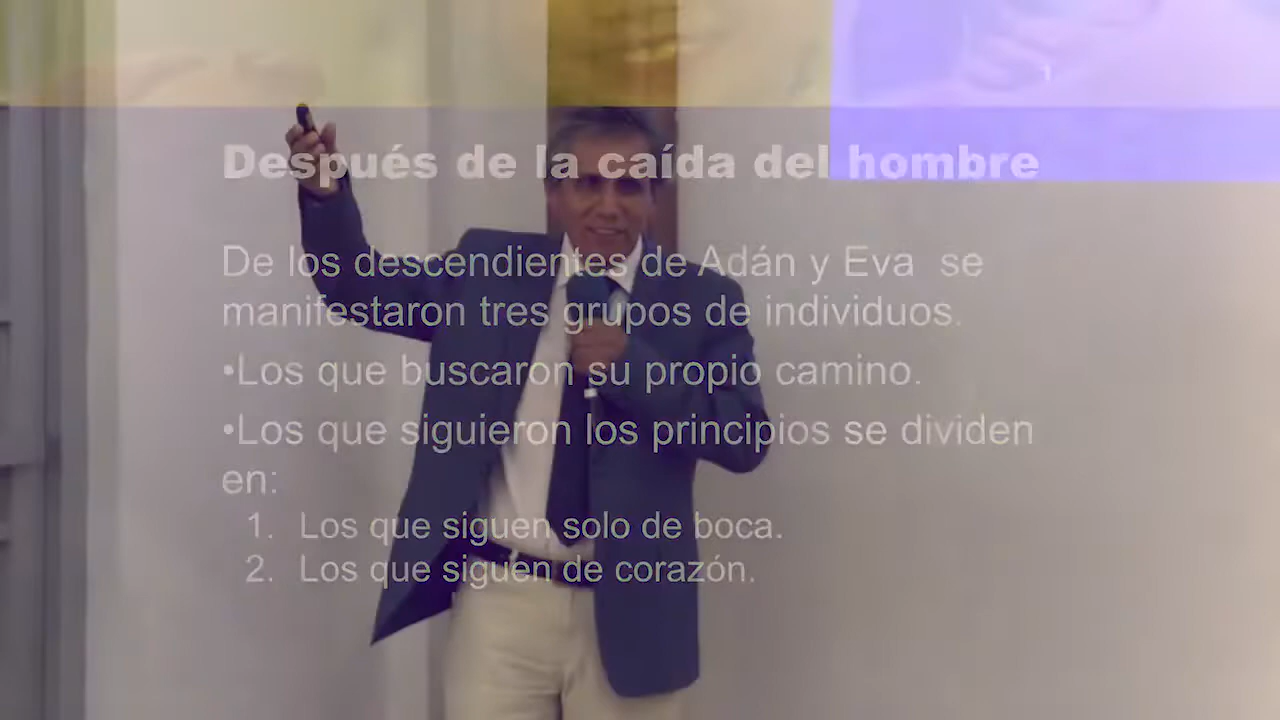 Después de la caída del hombre
De los descendientes de Adán y Eva  se
manifestaron tres grupos de individuos.
•Los que buscaron su propio camino.
•Los que siguieron los principios se dividen
en:
1. Los que siguen solo de boca.
2. Los que siguen de corazón.